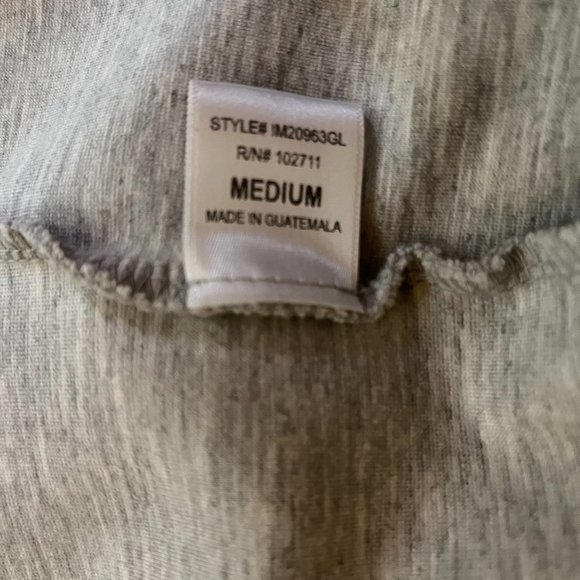 STYLE# IM20963GL
R/N# 102711
MEDIUM
MADE IN GUATEMALA